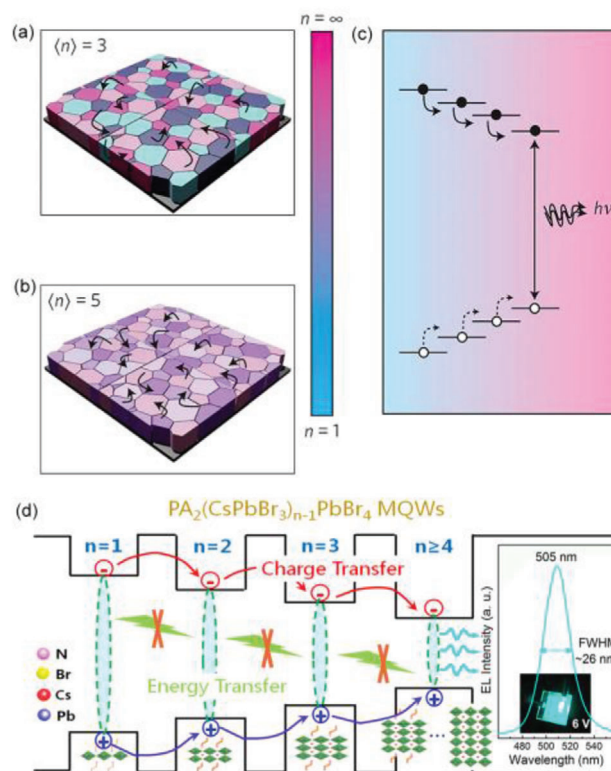 (a)
⟨n⟩ = 3
n = ∞
(c)
hν
(b)
⟨n⟩ = 5
n = 1
(d)
PA₂(CsPbBr₃)ₙ₋₁PbBr₄ MQWs
n=1
n=2
n=3
n≥4
Charge Transfer
Energy Transfer
N
Br
Cs
Pb
- - - -
+ + + +
...
505 nm
EL Intensity (a. u.)
FWHM
~26 nm
6 V
480 500 520 540
Wavelength (nm)